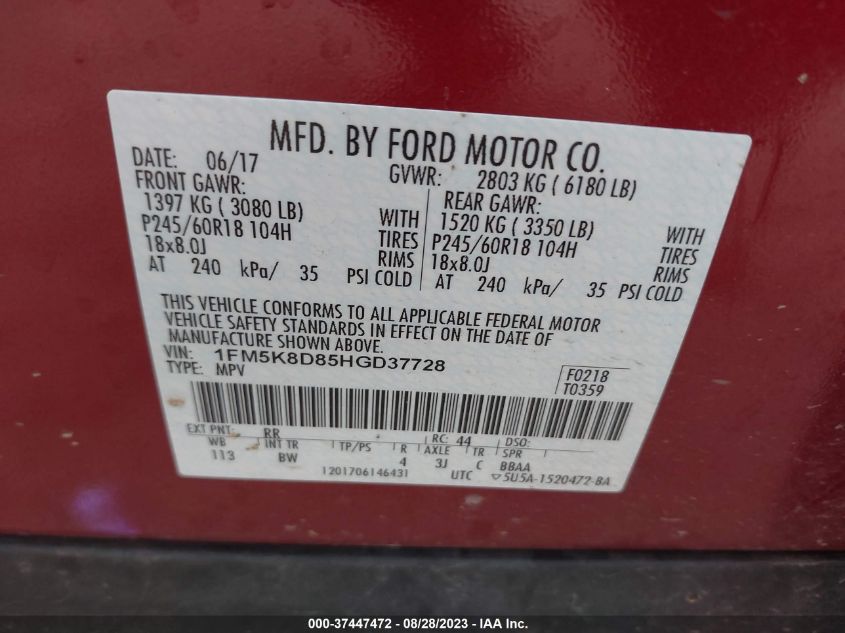 MFD. BY FORD MOTOR CO.
DATE: 06/17 GVWR: 2803 KG ( 6180 LB)
FRONT GAWR: REAR GAWR:
1397 KG ( 3080 LB) WITH 1520 KG ( 3350 LB) WITH
P245/60R18 104H TIRES P245/60R18 104H TIRES
18x8.0J RIMS 18x8.0J RIMS
AT 240 kPa/ 35 PSI COLD AT 240 kPa/ 35 PSI COLD
THIS VEHICLE CONFORMS TO ALL APPLICABLE FEDERAL MOTOR
VEHICLE SAFETY STANDARDS IN EFFECT ON THE DATE OF
MANUFACTURE SHOWN ABOVE.
VIN: 1FM5K8D85HGD37728 F0218
TYPE: MPV T0359
EXT PNT: RR RC: 44 DSO:
WB INT TR TP/PS R AXLE TR SPR
113 BW 4 3J C BBAA
1201706146431 UTC ▽5U5A-1520472-BA
000-37447472 - 08/28/2023 - IAA Inc.